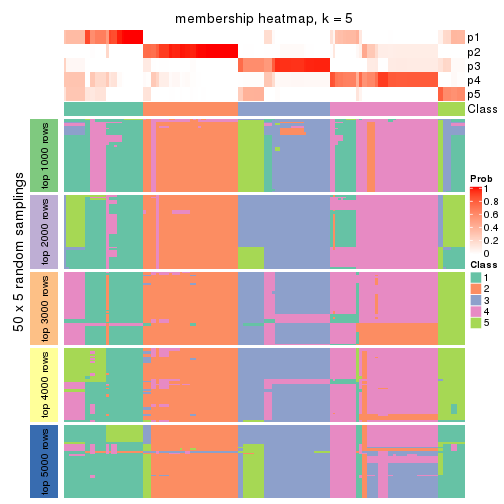 membership heatmap, k = 5
p1
p2
p3
p4
p5
Class
50 x 5 random samplings
top 1000 rows
top 2000 rows
top 3000 rows
top 4000 rows
top 5000 rows
Prob
1
0.8
0.6
0.4
0.2
0
Class
1
2
3
4
5